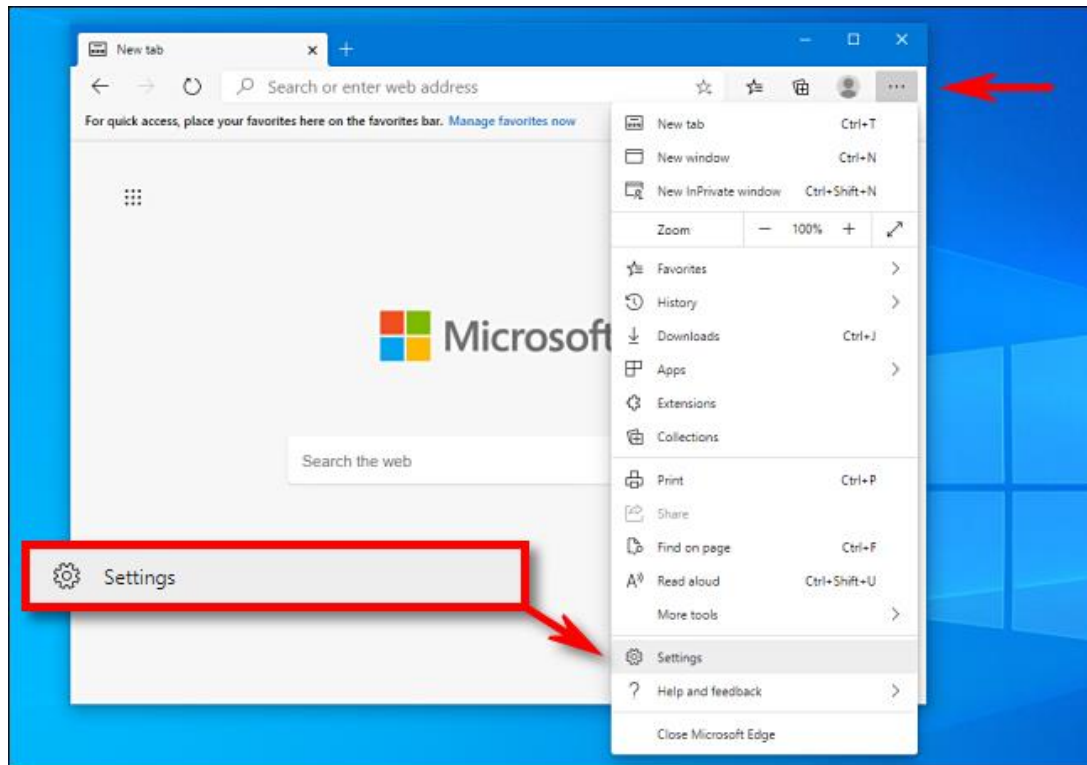 New tab
Search or enter web address
For quick access, place your favorites here on the favorites bar. Manage favorites now
New tab Ctrl+T
New window Ctrl+N
New InPrivate window Ctrl+Shift+N
Zoom 100%
Favorites
History
Downloads Ctrl+J
Apps
Extensions
Collections
Print Ctrl+P
Share
Find on page Ctrl+F
Read aloud Ctrl+Shift+U
More tools
Settings
Help and feedback
Close Microsoft Edge
Microsoft
Search the web
Settings